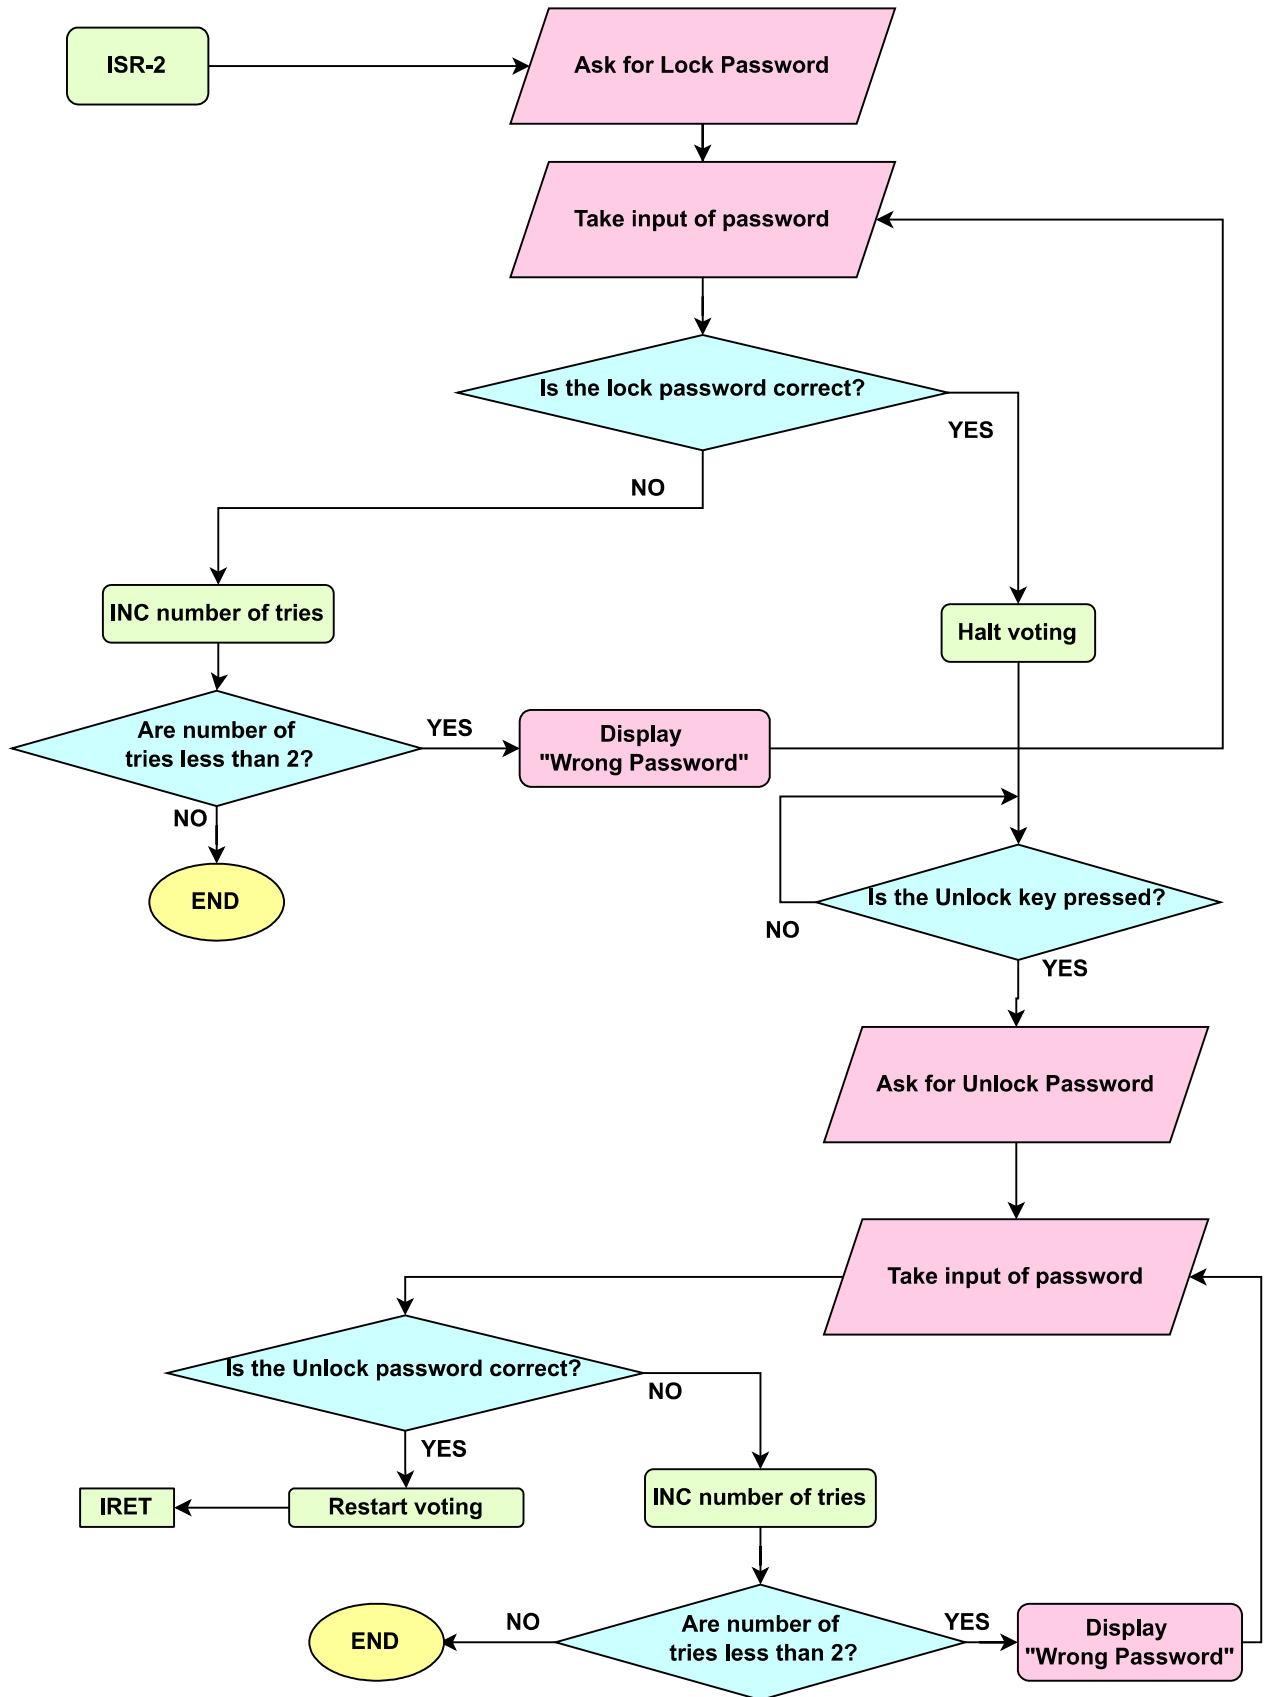 ISR-2
Ask for Lock Password
Take input of password
Is the lock password correct?
YES
NO
INC number of tries
Halt voting
Are number of
tries less than 2?
YES
Display
"Wrong Password"
NO
END
Is the Unlock key pressed?
NO
YES
Ask for Unlock Password
Take input of password
Is the Unlock password correct?
NO
YES
IRET
Restart voting
INC number of tries
END
NO
Are number of
tries less than 2?
YES
Display
"Wrong Password"